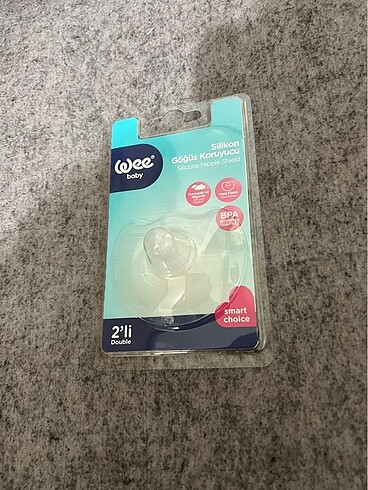 wee
baby
Silikon
Göğüs Koruyucu
Silicone Nipple Shield
BPA
smart
choice
2'li
Double